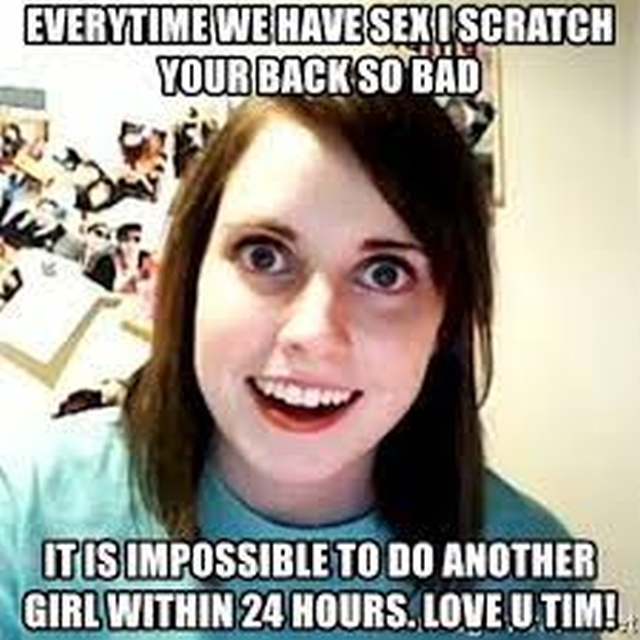 EVERYTIME WE HAVE SEX I SCRATCH
YOUR BACK SO BAD
IT IS IMPOSSIBLE TO DO ANOTHER
GIRL WITHIN 24 HOURS. LOVE U TIM!